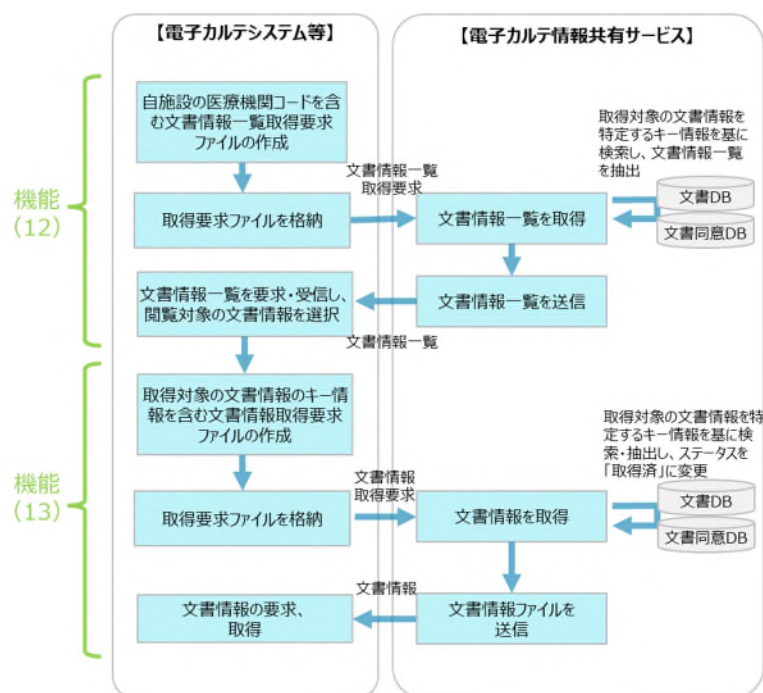 【電子カルテシステム等】
【電子カルテ情報共有サービス】
機能
(12)
自施設の医療機関コードを含
む文書情報一覧取得要求
ファイルの作成
取得対象の文書情報を
特定するキー情報を基に
検索し、文書情報一覧
を抽出
文書情報一覧
取得要求
取得要求ファイルを格納
文書情報一覧を取得
文書DB
文書同意DB
文書情報一覧を要求・受信し、
閲覧対象の文書情報を選択
文書情報一覧を送信
文書情報一覧
機能
(13)
取得対象の文書情報のキー情
報を含む文書情報取得要求
ファイルの作成
取得対象の文書情報を特
定するキー情報を基に検
索・抽出し、ステータスを
「取得済」に変更
文書情報
取得要求
取得要求ファイルを格納
文書情報を取得
文書DB
文書同意DB
文書情報
文書情報の要求、
取得
文書情報ファイルを
送信